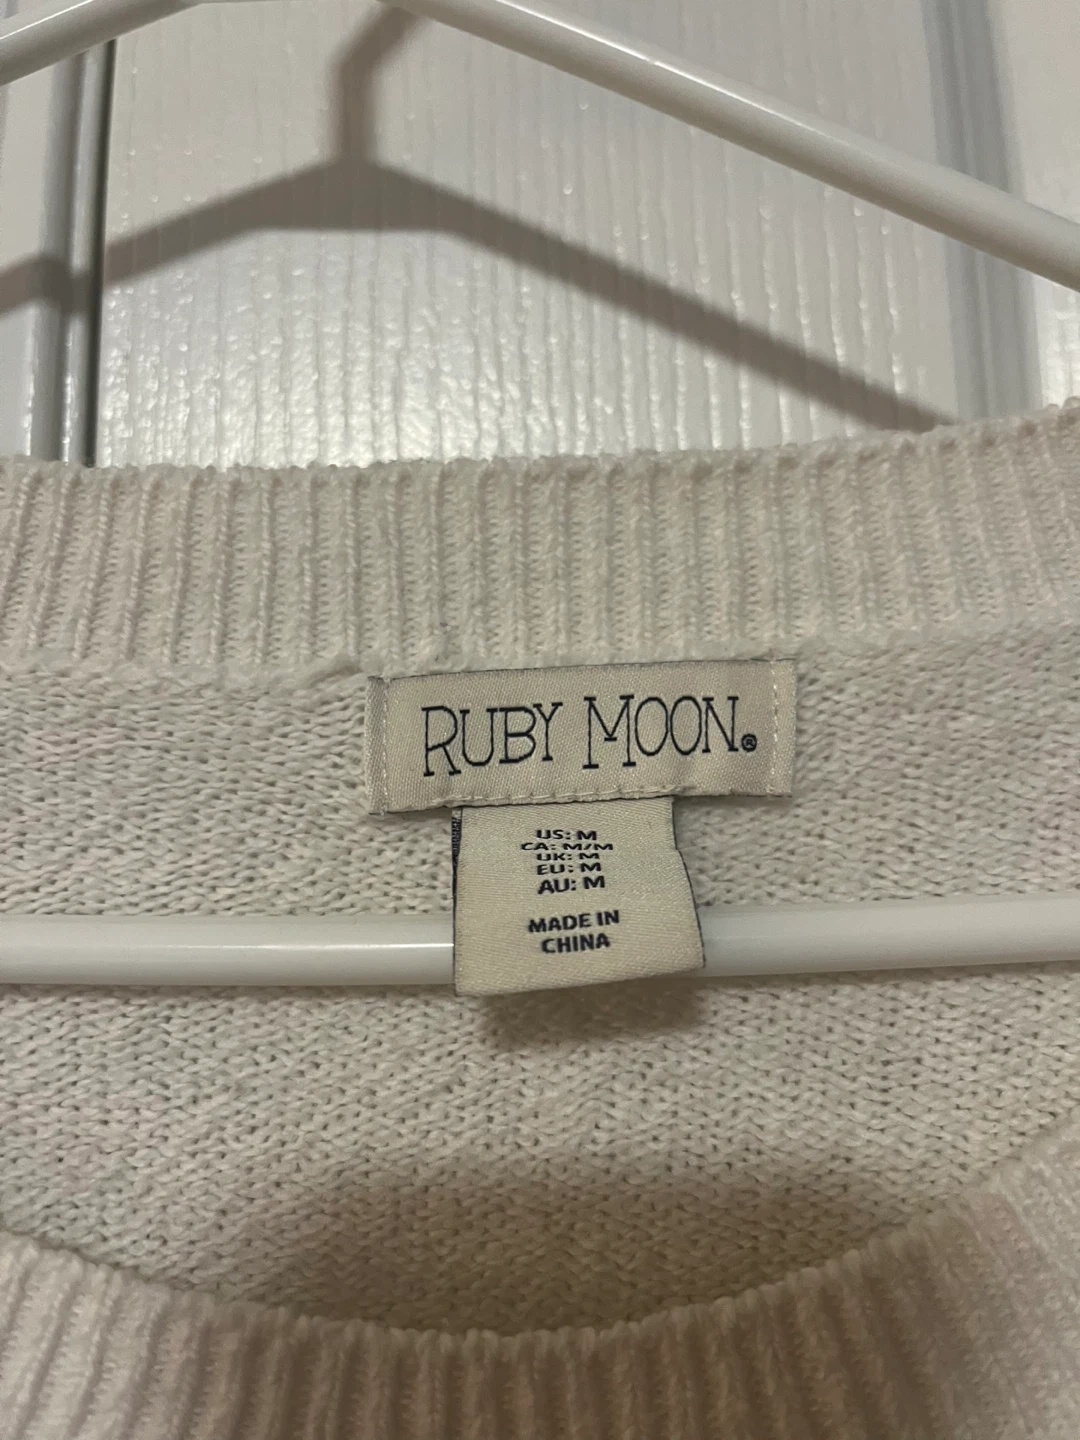 RUBY MOON.®
US: M
CA: M/M
UK: M
EU: M
AU: M
MADE IN
CHINA